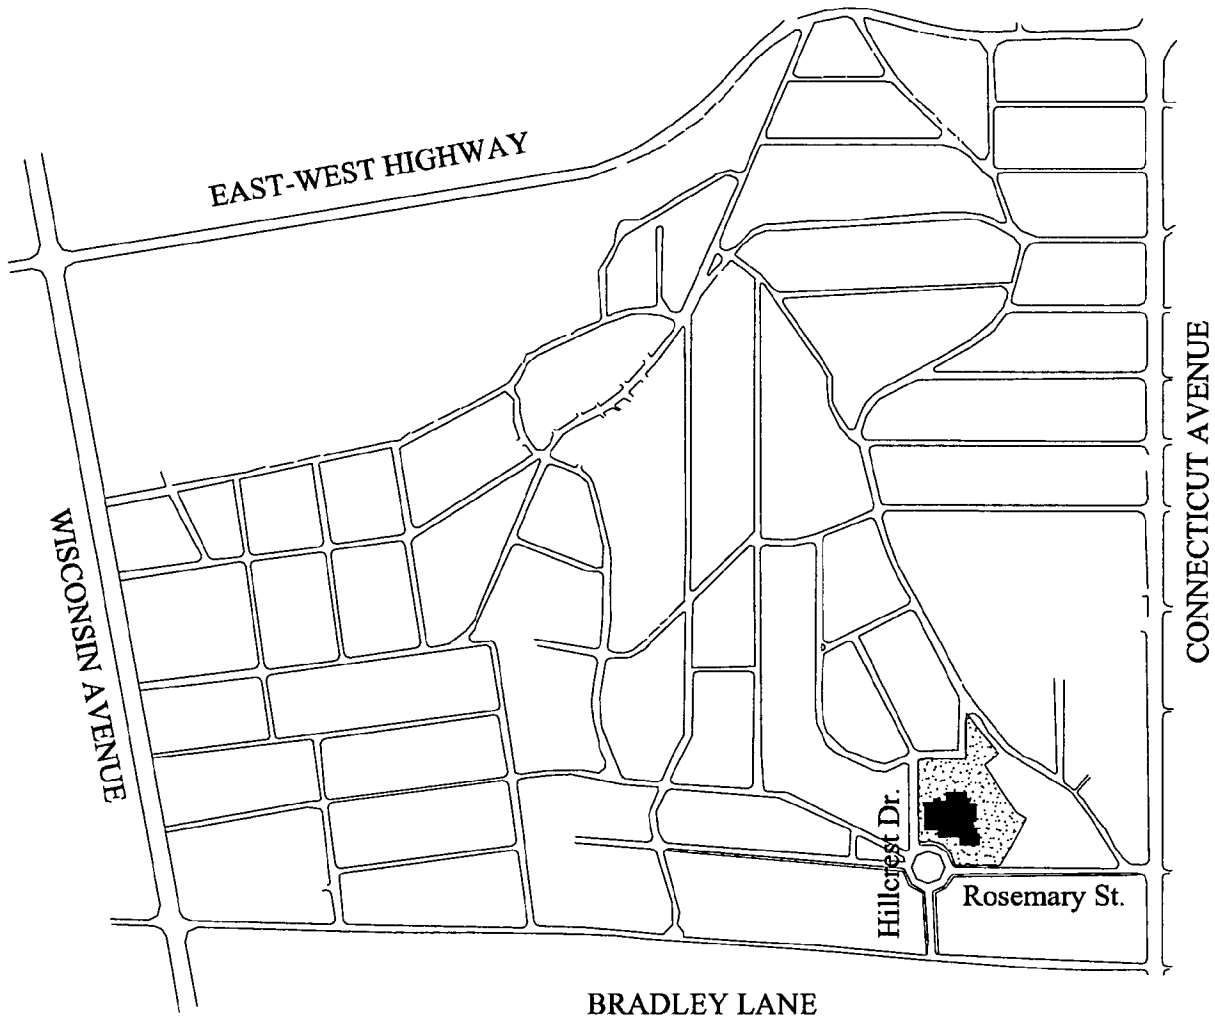 EAST-WEST HIGHWAY
CONNECTICUT AVENUE
WISCONSIN AVENUE
Hillcrest Dr.
Rosemary St.
BRADLEY LANE